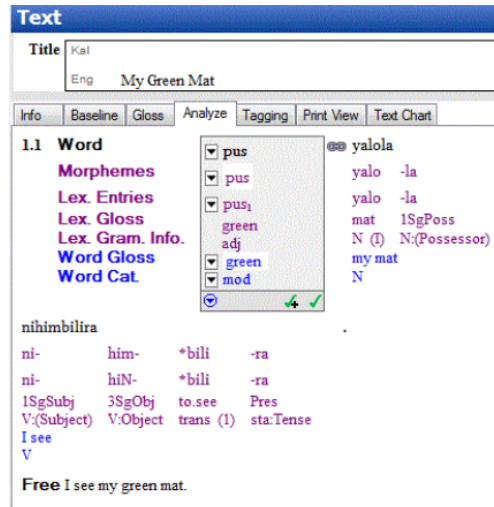 Text
Title Kal
Eng My Green Mat
Info Baseline Gloss Analyze Tagging Print View Text Chart
1.1 Word pus yalola
Morphemes pus yalo -la
Lex. Entries pus₁ yalo -la
Lex. Gloss green mat 1SgPoss
Lex. Gram. Info. adj N (I) N:(Possessor)
Word Gloss green my mat
Word Cat. mod N
nihimbilira .
ni- him- *bili -ra
ni- hiN- *bili -ra
1SgSubj 3SgObj to.see Pres
V:(Subject) V:Object trans (1) sta:Tense
I see
V
Free I see my green mat.